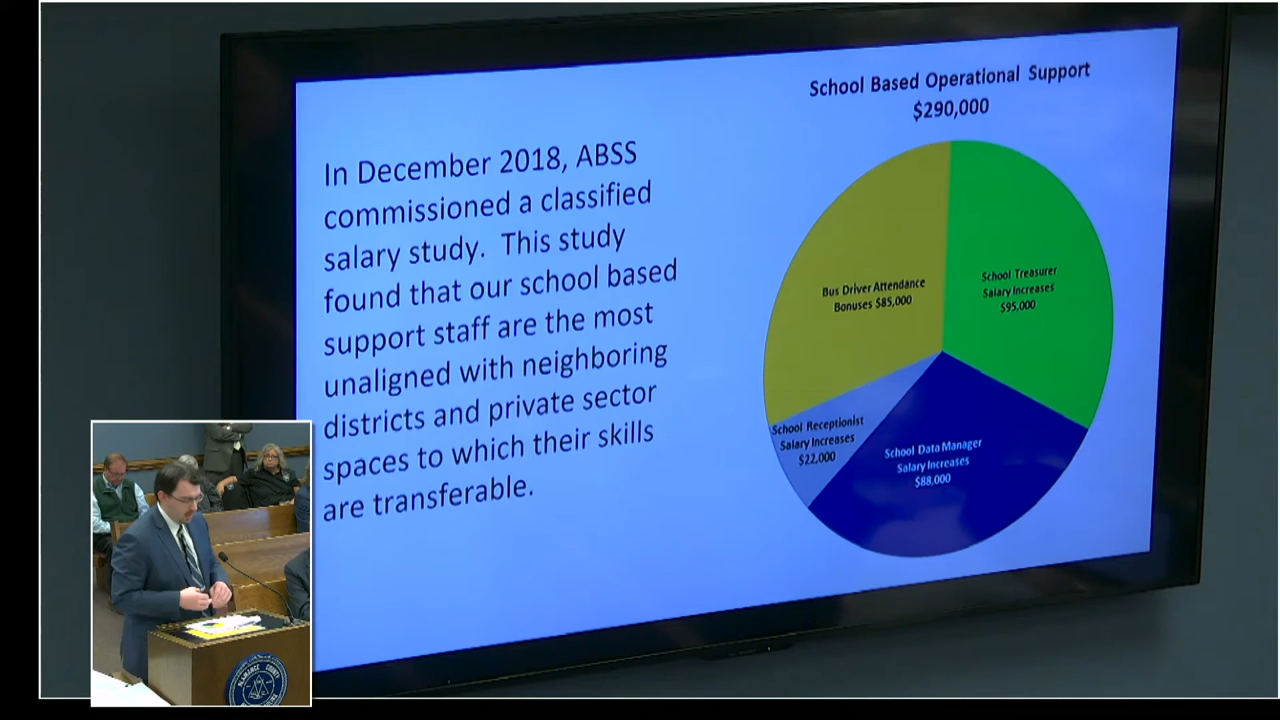 In December 2018, ABSS
commissioned a classified
salary study. This study
found that our school based
support staff are the most
unaligned with neighboring
districts and private sector
spaces to which their skills
are transferable.
School Based Operational Support
$290,000
Bus Driver Attendance
Bonuses $85,000
School Treasurer
Salary Increases
$95,000
School Receptionist
Salary Increases
$22,000
School Data Manager
Salary Increases
$88,000
ALAMANCE COUNTY